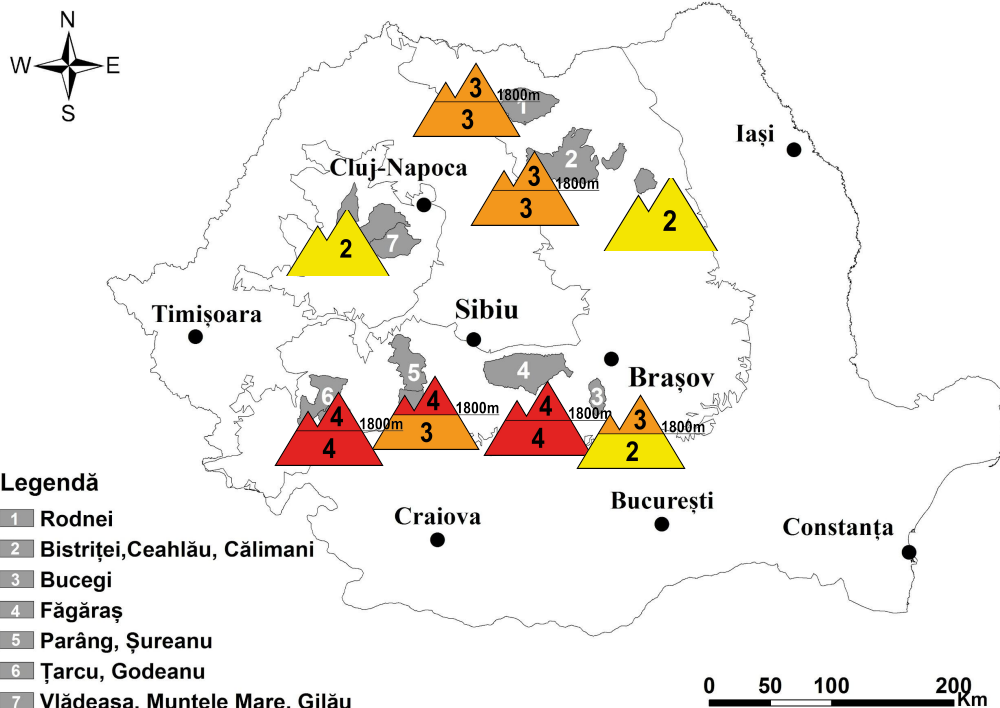 N
W E
S
3
1800m
1
3
Iași
2
Cluj-Napoca
3
1800m
3
2
2
7
Timișoara
Sibiu
Brașov
5
4
6
3
4
1800m
4
4
1800m
3
4
1800m
4
3
1800m
2
Legendă
1 Rodnei
2 Bistriței,Ceahlău, Călimani
3 Bucegi
4 Făgăraș
5 Parâng, Șureanu
6 Țarcu, Godeanu
7 Vlădeasa, Muntele Mare, Gilău
Craiova
București
Constanța
0 50 100 200
Km